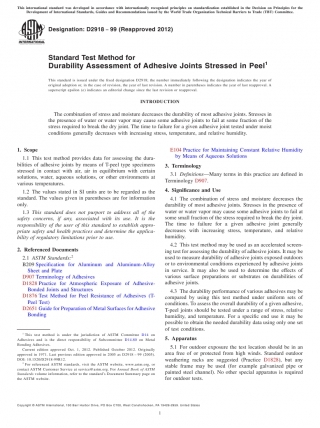 This international standard was developed in accordance with internationally recognized principles on standardization established in the Decision on Principles for the
Development of International Standards, Guides and Recommendations issued by the World Trade Organization Technical Barriers to Trade (TBT) Committee.
Designation: D2918 − 99 (Reapproved 2012)
Standard Test Method for
Durability Assessment of Adhesive Joints Stressed in Peel1
This standard is issued under the fixed designation D2918; the number immediately following the designation indicates the year of
original adoption or, in the case of revision, the year of last revision. A number in parentheses indicates the year of last reapproval. A
superscript epsilon (ε) indicates an editorial change since the last revision or reapproval.
INTRODUCTION
The combination of stress and moisture decreases the durability of most adhesive joints. Stresses in
the presence of water or water vapor may cause some adhesive joints to fail at some fraction of the
stress required to break the dry joint. The time to failure for a given adhesive joint tested under moist
conditions generally decreases with increasing stress, temperature, and relative humidity.
1. Scope
1.1 This test method provides data for assessing the dura-
bilities of adhesive joints by means of T-peel type specimens
stressed in contact with air, air in equilibrium with certain
solutions, water, aqueous solutions, or other environments at
various temperatures.
1.2 The values stated in SI units are to be regarded as the
standard. The values given in parentheses are for information
only.
1.3 This standard does not purport to address all of the
safety concerns, if any, associated with its use. It is the
responsibility of the user of this standard to establish appro-
priate safety and health practices and determine the applica-
bility of regulatory limitations prior to use.
2. Referenced Documents
2.1 ASTM Standards:2
B209 Specification for Aluminum and Aluminum-Alloy
Sheet and Plate
D907 Terminology of Adhesives
D1828 Practice for Atmospheric Exposure of Adhesive-
Bonded Joints and Structures
D1876 Test Method for Peel Resistance of Adhesives (T-
Peel Test)
D2651 Guide for Preparation of Metal Surfaces for Adhesive
Bonding
1 This test method is under the jurisdiction of ASTM Committee D14 on
Adhesives and is the direct responsibility of Subcommittee D14.80 on Metal
Bonding Adhesives.
Current edition approved Oct. 1, 2012. Published October 2012. Originally
approved in 1971. Last previous edition approved in 2005 as D2918 – 99 (2005).
DOI: 10.1520/D2918-99R12.
2 For referenced ASTM standards, visit the ASTM website, www.astm.org, or
contact ASTM Customer Service at service@astm.org. For Annual Book of ASTM
Standards volume information, refer to the standard's Document Summary page on
the ASTM website.
E104 Practice for Maintaining Constant Relative Humidity
by Means of Aqueous Solutions
3. Terminology
3.1 Definitions—Many terms in this practice are defined in
Terminology D907.
4. Significance and Use
4.1 The combination of stress and moisture decreases the
durability of most adhesive joints. Stresses in the presence of
water or water vapor may cause some adhesive joints to fail at
some small fraction of the stress required to break the dry joint.
The time to failure for a given adhesive joint generally
decreases with increasing stress, temperature, and relative
humidity.
4.2 This test method may be used as an accelerated screen-
ing test for assessing the durability of adhesive joints. It may be
used to measure durability of adhesive joints exposed outdoors
or to environmental conditions experienced by adhesive joints
in service. It may also be used to determine the effects of
various surface preparations or substrates on durabilities of
adhesive joints.
4.3 The durability performance of various adhesives may be
compared by using this test method under uniform sets of
conditions. To assess the overall durability of a given adhesive,
T-peel joints should be tested under a range of stress, relative
humidity, and temperature. For a specific end use it may be
possible to obtain the needed durability data using only one set
of test conditions.
5. Apparatus
5.1 For outdoor exposure the test location should be in an
area free of or protected from high winds. Standard outdoor
weathering racks are suggested (Practice D1828), but any
stable frame may be used (for example galvanized pipe or
painted steel channel). No other special apparatus is required
for outdoor tests.
Copyright © ASTM International, 100 Barr Harbor Drive, PO Box C700, West Conshohocken, PA 19428-2959. United States
1